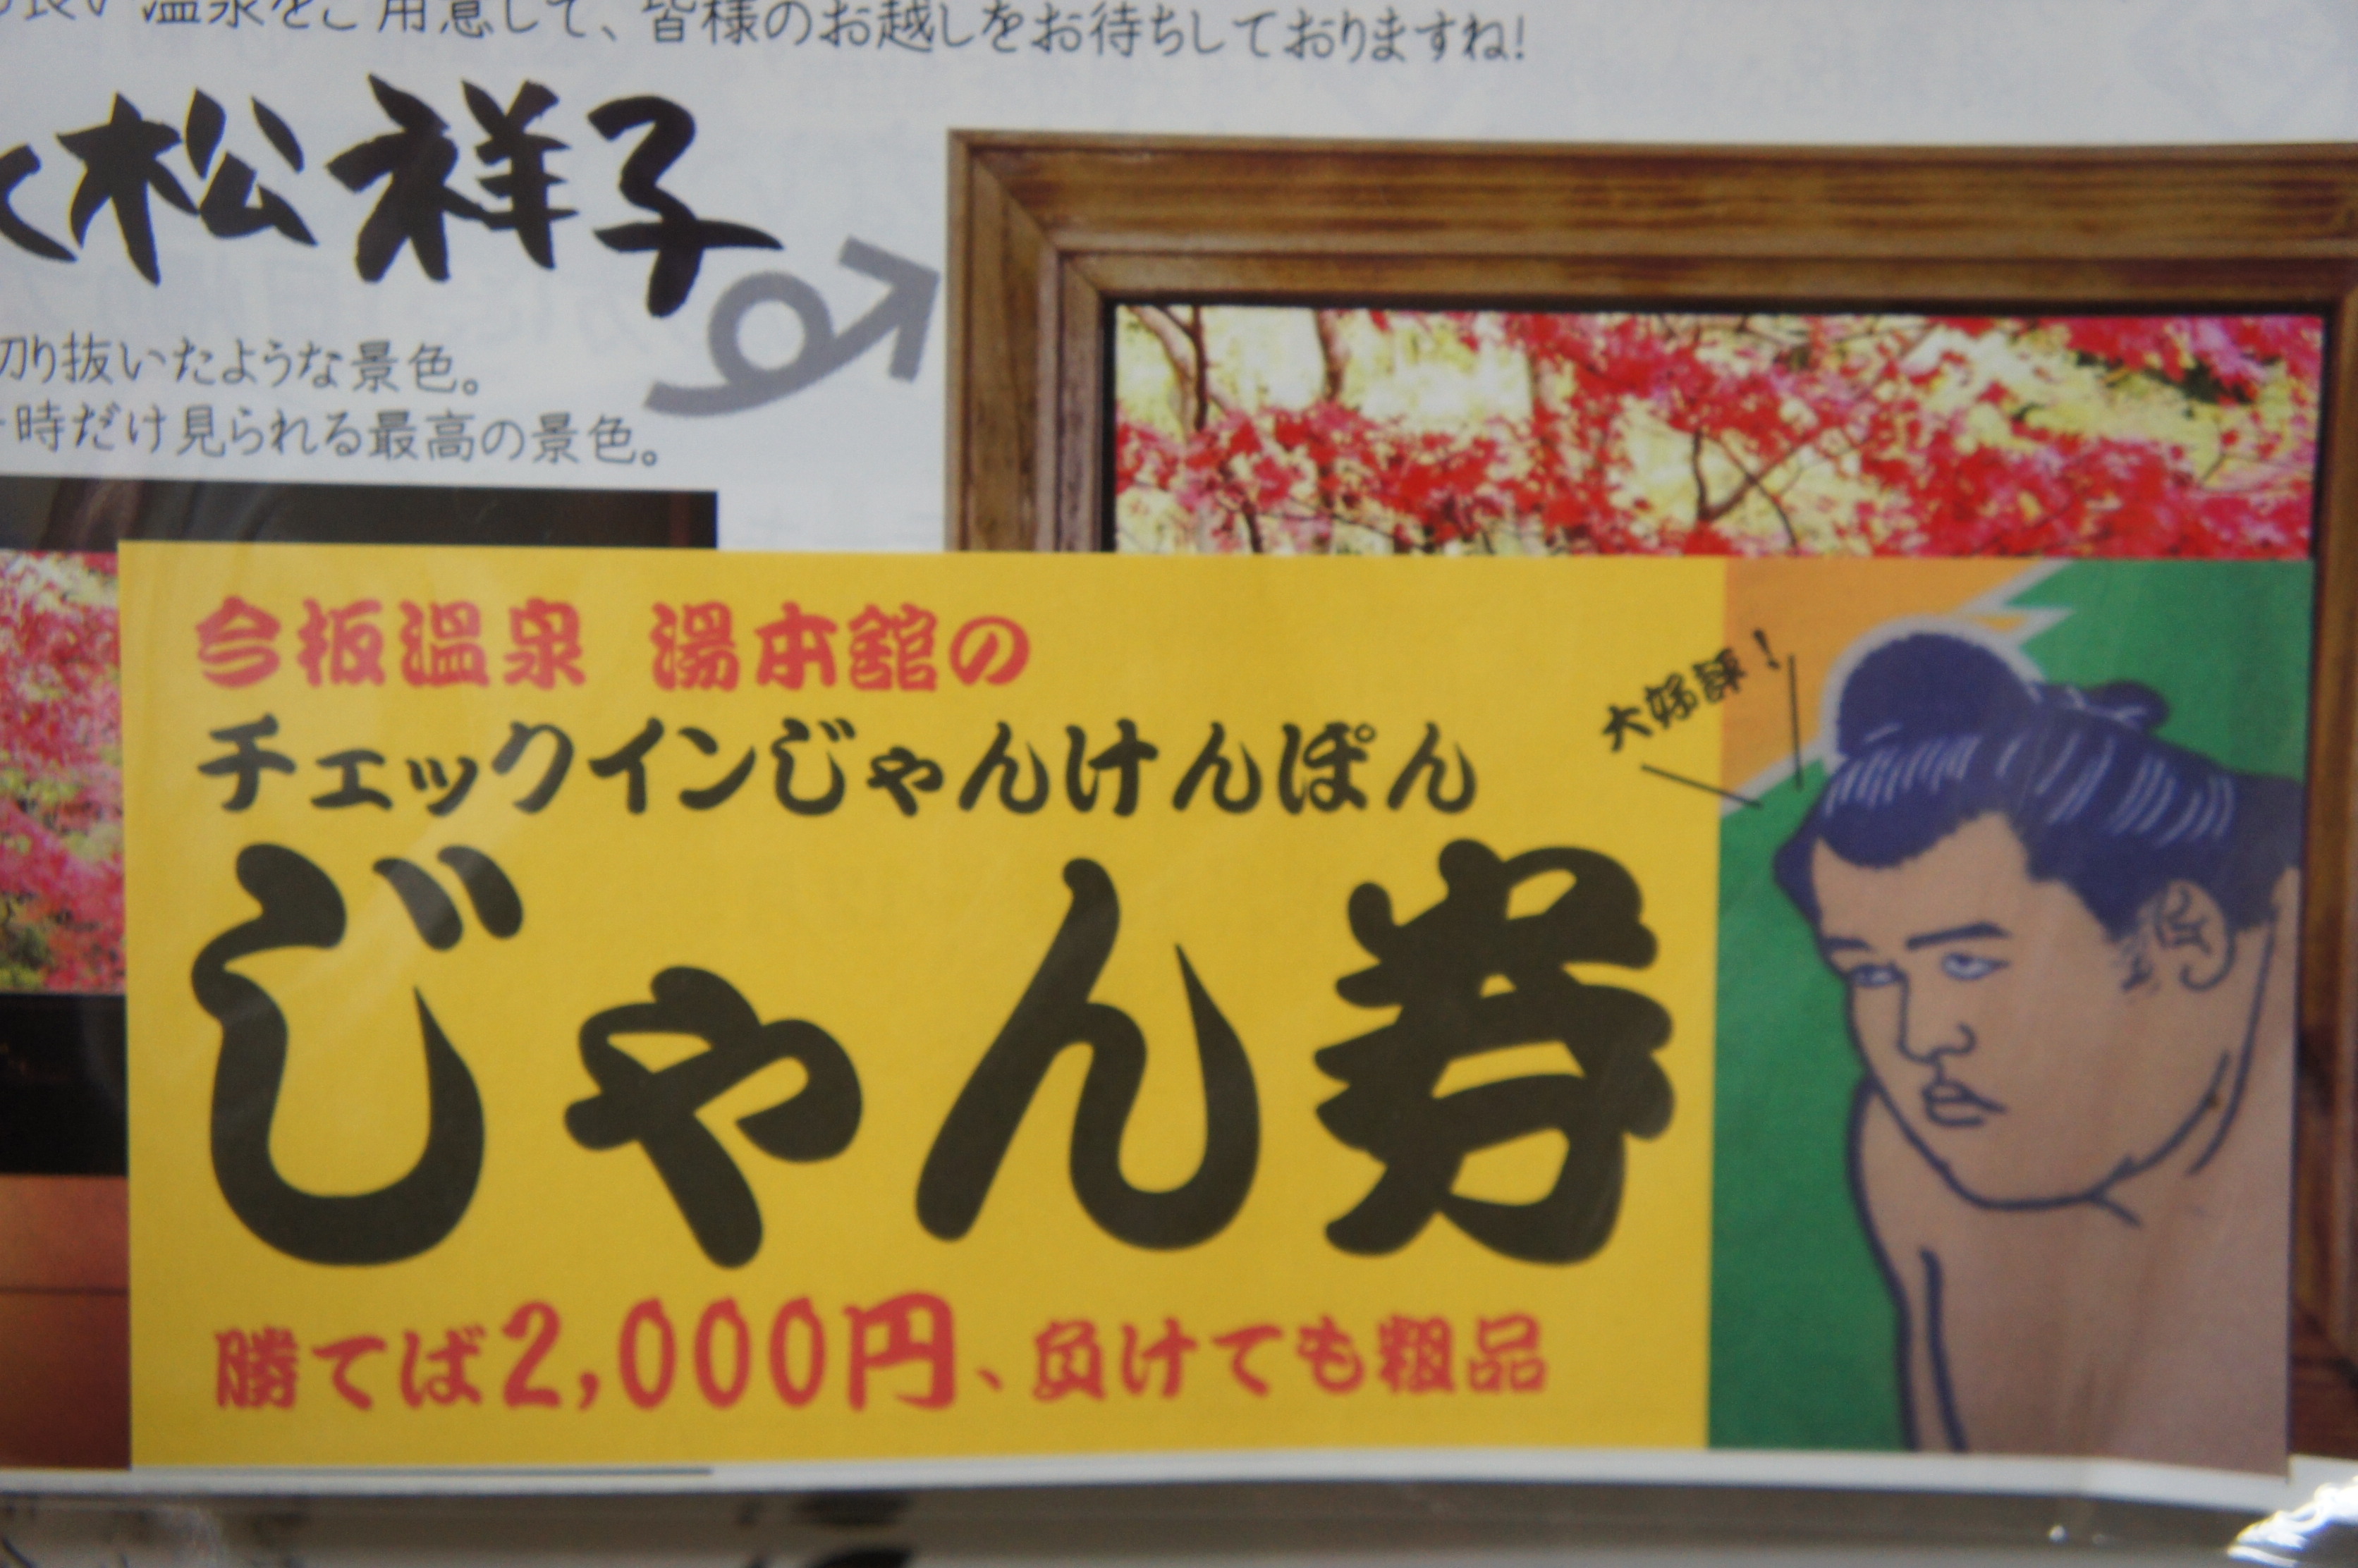 温泉をご用意して、皆様のお越しをお待ちしておりますね!
松祥子
切り抜いたような景色。
時だけ見られる最高の景色。
今板温泉 湯本館の
チェックインじゃんけんぽん
大好評!
じゃん券
勝てば2,000円、負けても粗品